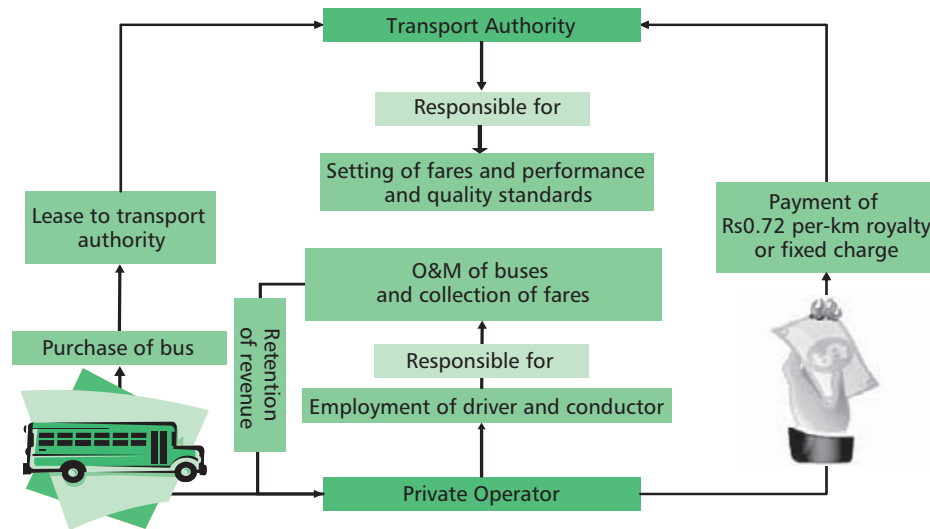 Transport Authority
Responsible for
Setting of fares and performance
and quality standards
Lease to transport
authority
Payment of
Rs0.72 per-km royalty
or fixed charge
O&M of buses
and collection of fares
Retention
of revenue
Purchase of bus
Responsible for
Employment of driver and conductor
Private Operator